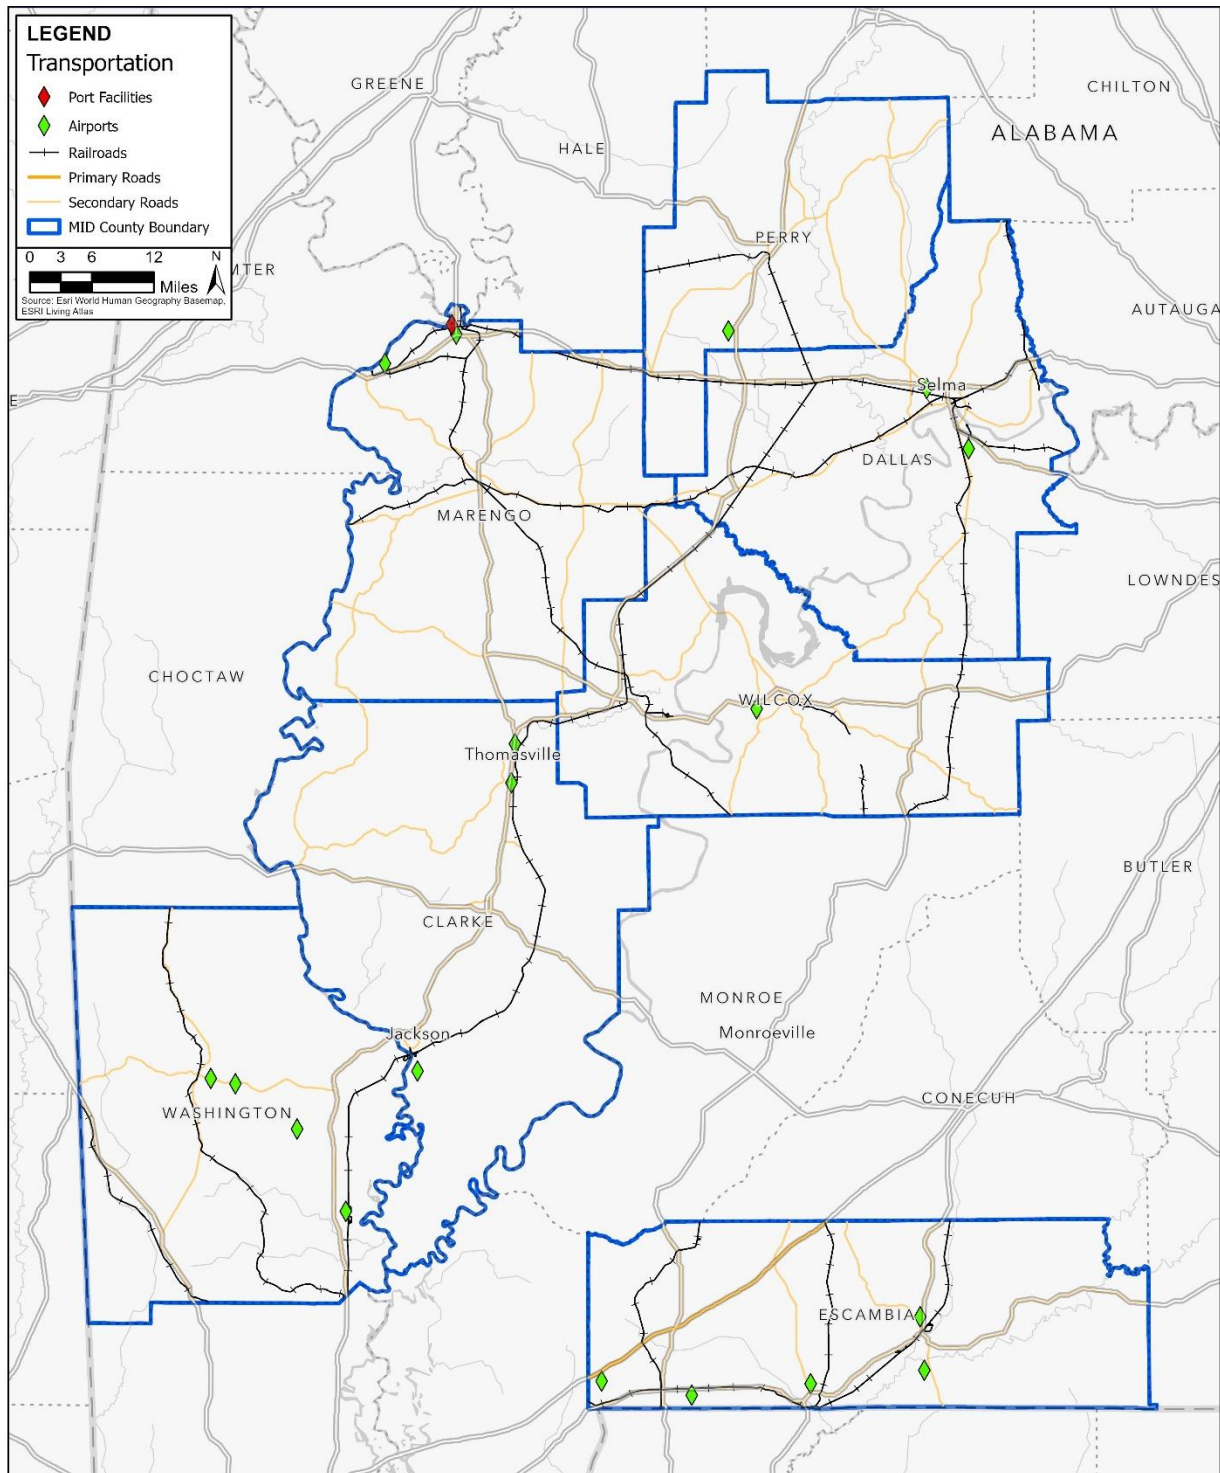 LEGEND
Transportation
Port Facilities
Airports
Railroads
Primary Roads
Secondary Roads
MID County Boundary
0 3 6 12
Miles
N
Source: Esri World Human Geography Basemap,
ESRI Living Atlas
GREENE
CHILTON
ALABAMA
HALE
PERRY
MTER
AUTAUGA
E
Selma
DALLAS
MARENGO
LOWNDES
CHOCTAW
WILCOX
Thomasville
BUTLER
CLARKE
MONROE
Monroeville
Jackson
CONECUH
WASHINGTON
ESCAMBIA